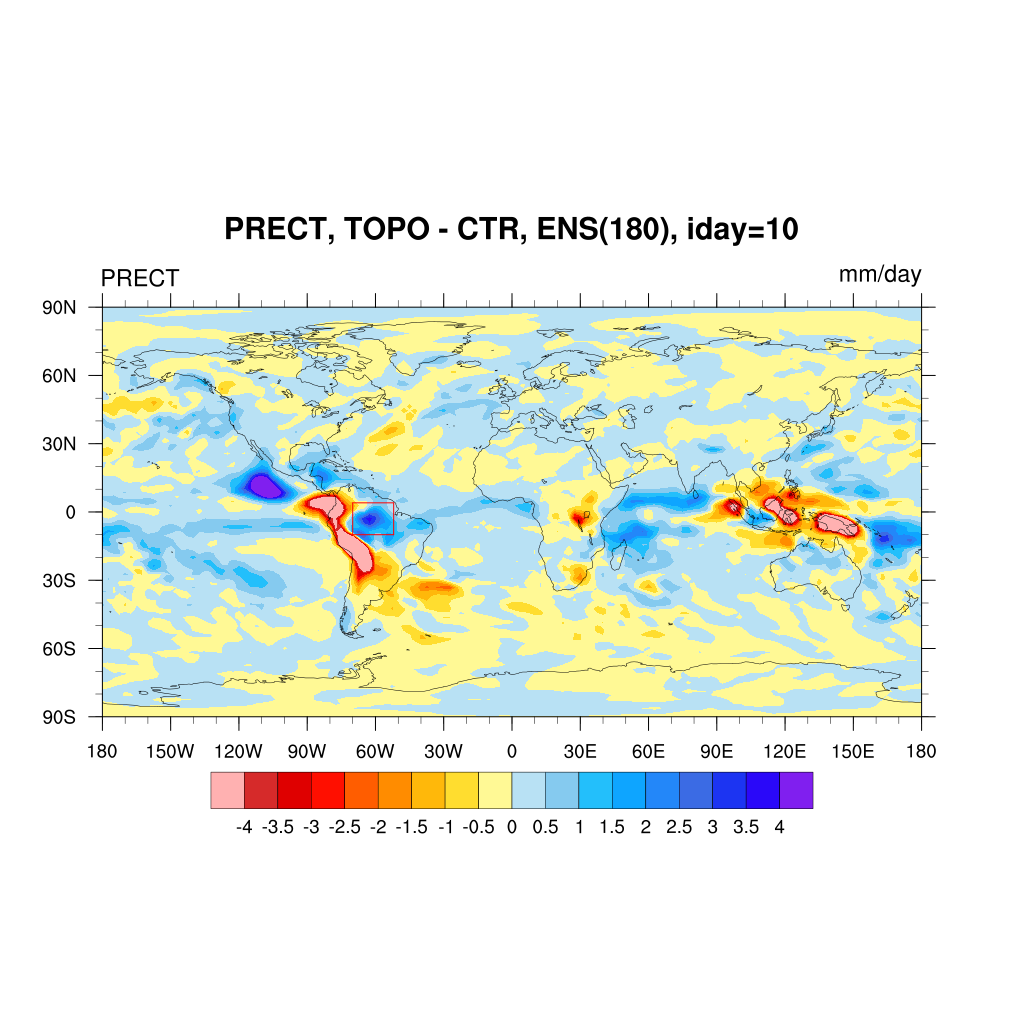 PRECT, TOPO - CTR, ENS(180), iday=10
PRECT mm/day
90N
60N
30N
0
30S
60S
90S
180 150W 120W 90W 60W 30W 0 30E 60E 90E 120E 150E 180
-4 -3.5 -3 -2.5 -2 -1.5 -1 -0.5 0 0.5 1 1.5 2 2.5 3 3.5 4